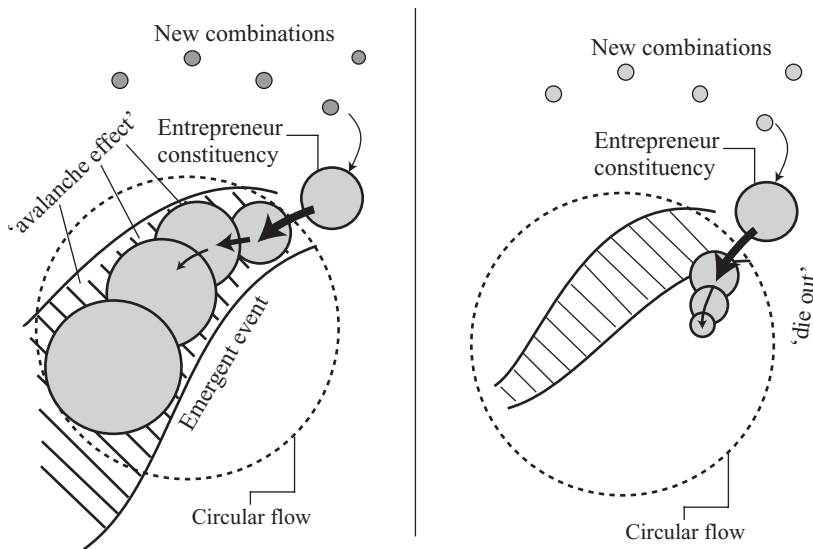 New combinations
Entrepreneur
constituency
‘avalanche effect’
Emergent event
Circular flow
New combinations
Entrepreneur
constituency
‘die out’
Circular flow